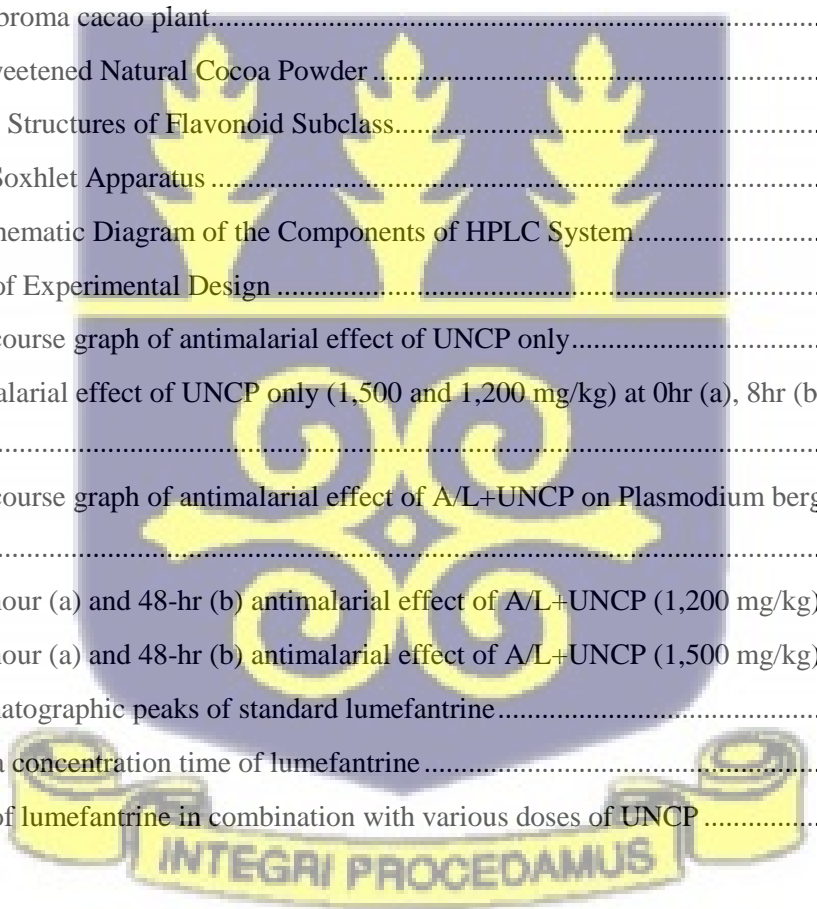 broma cacao plant
weetened Natural Cocoa Powder
Structures of Flavonoid Subclass
Soxhlet Apparatus
hematic Diagram of the Components of HPLC System
of Experimental Design
course graph of antimalarial effect of UNCP only
alarial effect of UNCP only (1,500 and 1,200 mg/kg) at 0hr (a), 8hr (b
course graph of antimalarial effect of A/L+UNCP on Plasmodium berg
our (a) and 48-hr (b) antimalarial effect of A/L+UNCP (1,200 mg/kg)
our (a) and 48-hr (b) antimalarial effect of A/L+UNCP (1,500 mg/kg)
atographic peaks of standard lumefantrine
a concentration time of lumefantrine
of lumefantrine in combination with various doses of UNCP
INTEGRI PROCEDAMUS